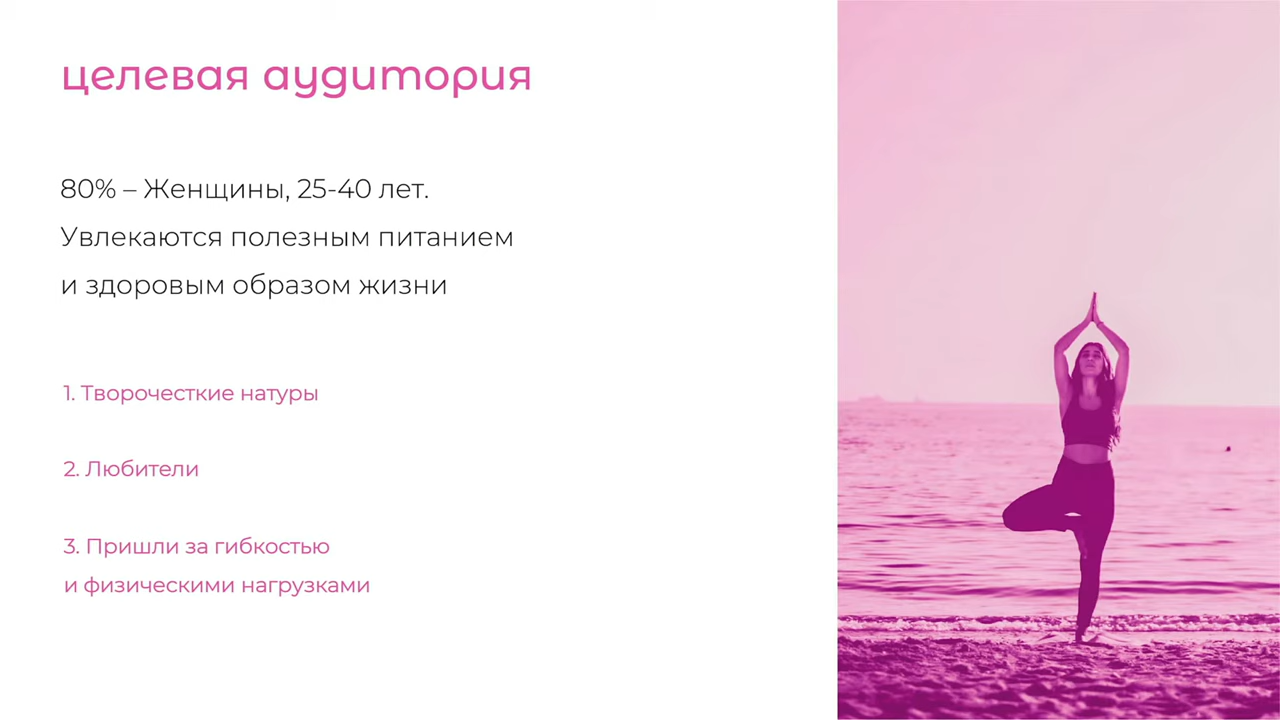 целевая аудитория
80% – Женщины, 25-40 лет.
Увлекаются полезным питанием
и здоровым образом жизни
1. Творочесткие натуры
2. Любители
3. Пришли за гибкостью
и физическими нагрузками